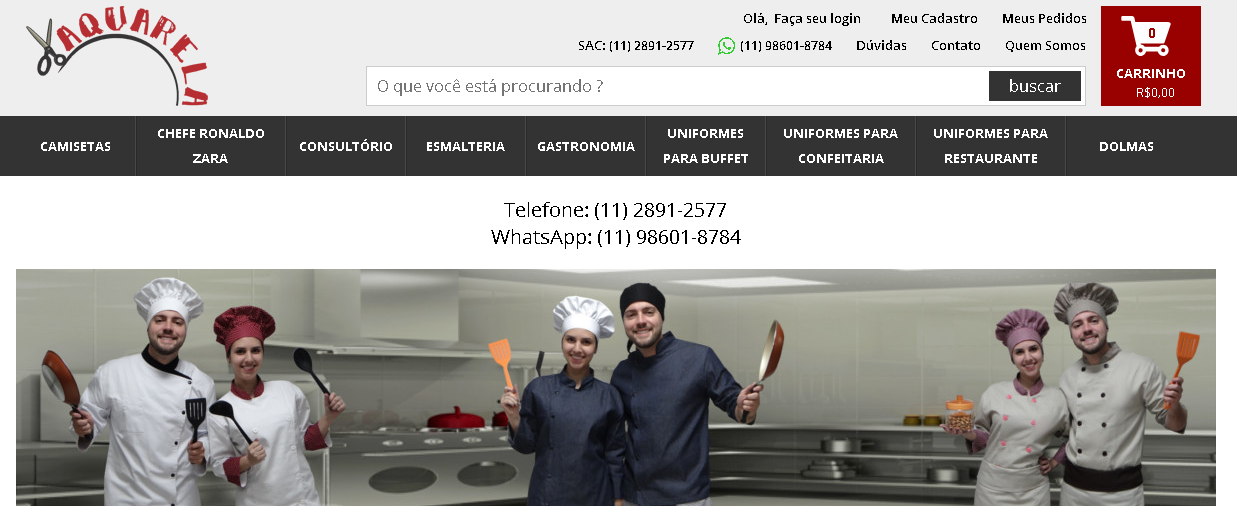 AQUARELA
Olá, Faça seu login Meu Cadastro Meus Pedidos
SAC: (11) 2891-2577 (11) 98601-8784 Dúvidas Contato Quem Somos
O que você está procurando ? buscar
0
CARRINHO
R$0,00
CAMISETAS
CHEFE RONALDO
ZARA
CONSULTÓRIO
ESMALTERIA
GASTRONOMIA
UNIFORMES
PARA BUFFET
UNIFORMES PARA
CONFEITARIA
UNIFORMES PARA
RESTAURANTE
DOLMAS
Telefone: (11) 2891-2577
WhatsApp: (11) 98601-8784